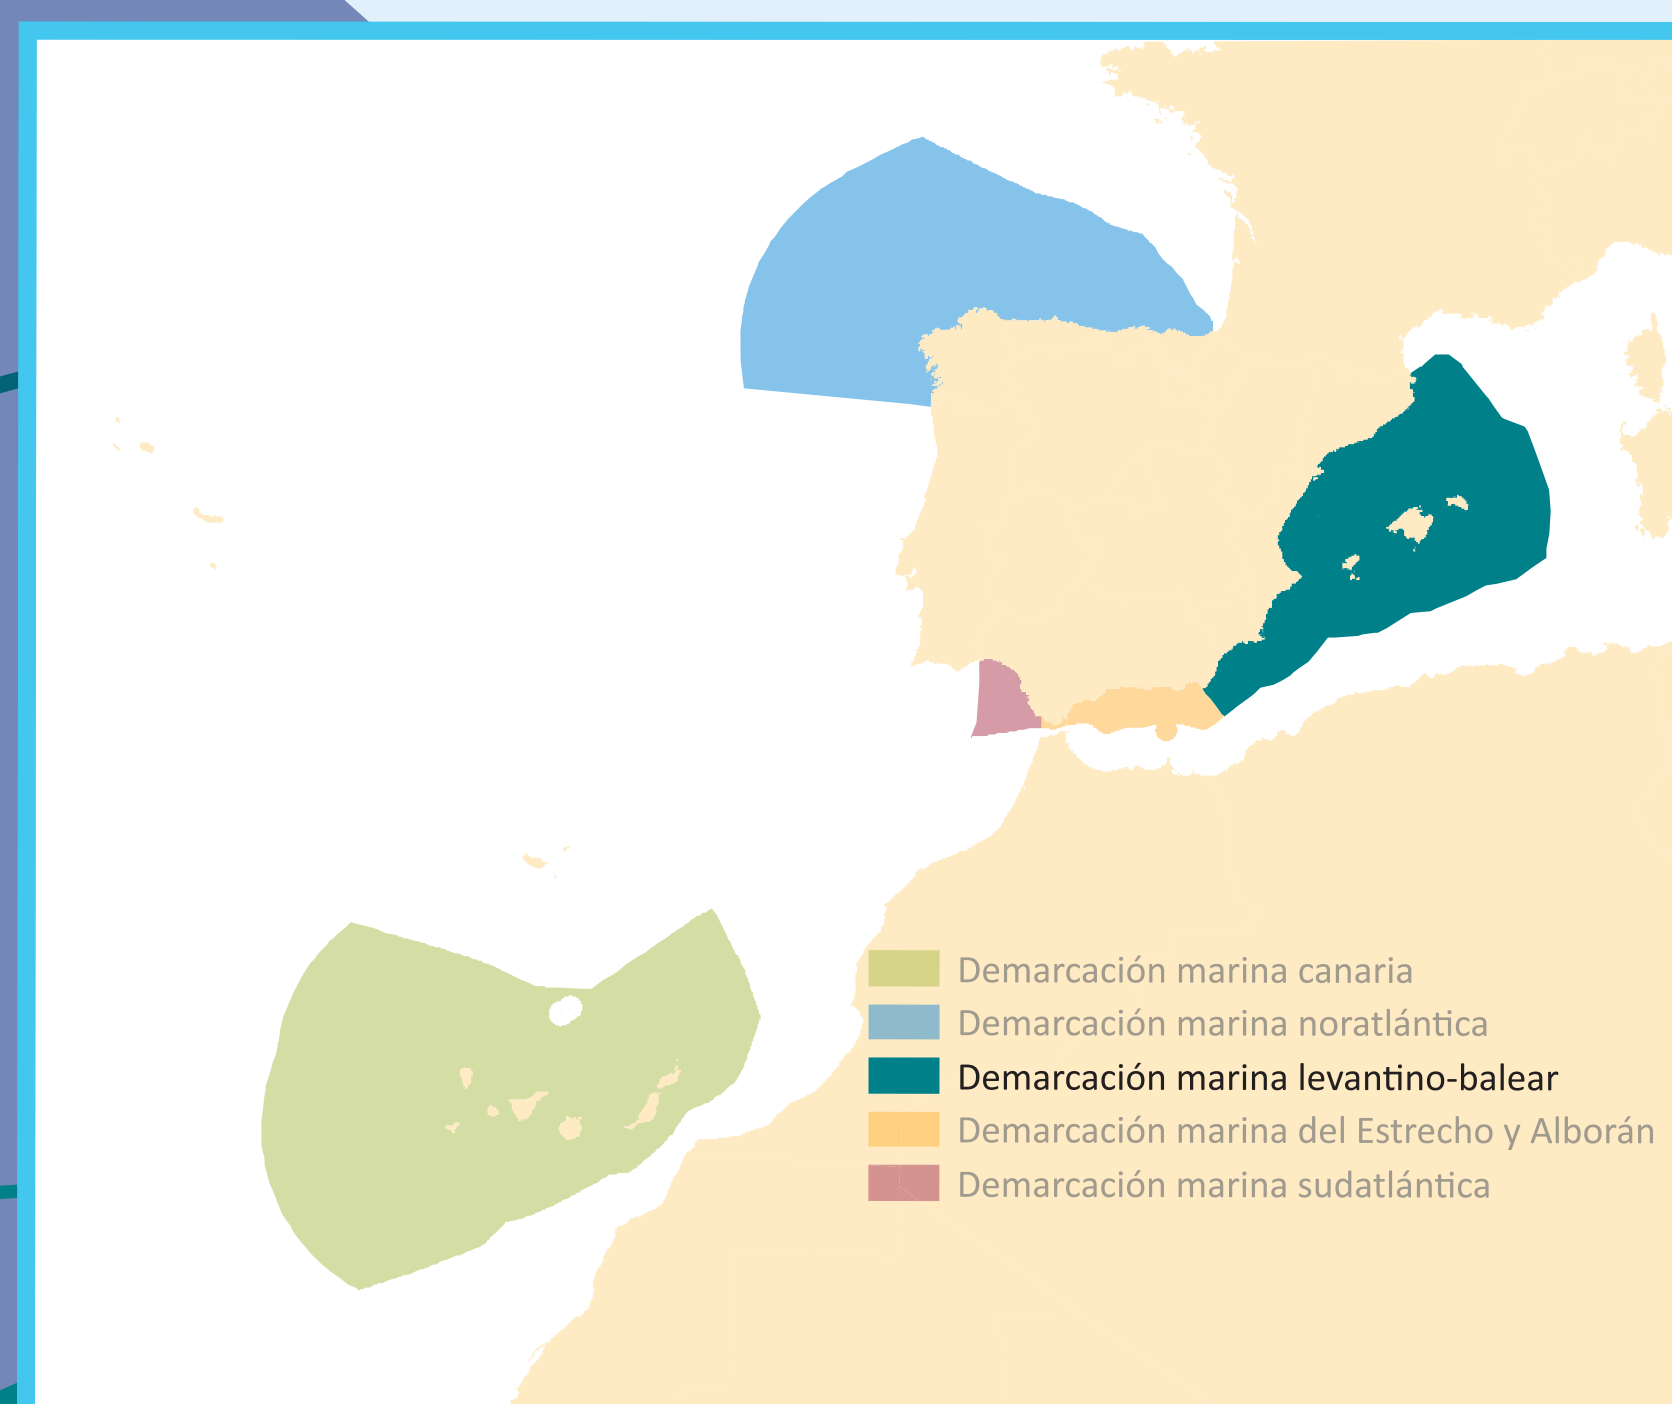 Demarcación marina canaria
Demarcación marina noratlántica
Demarcación marina levantino-balear
Demarcación marina del Estrecho y Alborán
Demarcación marina sudatlántica